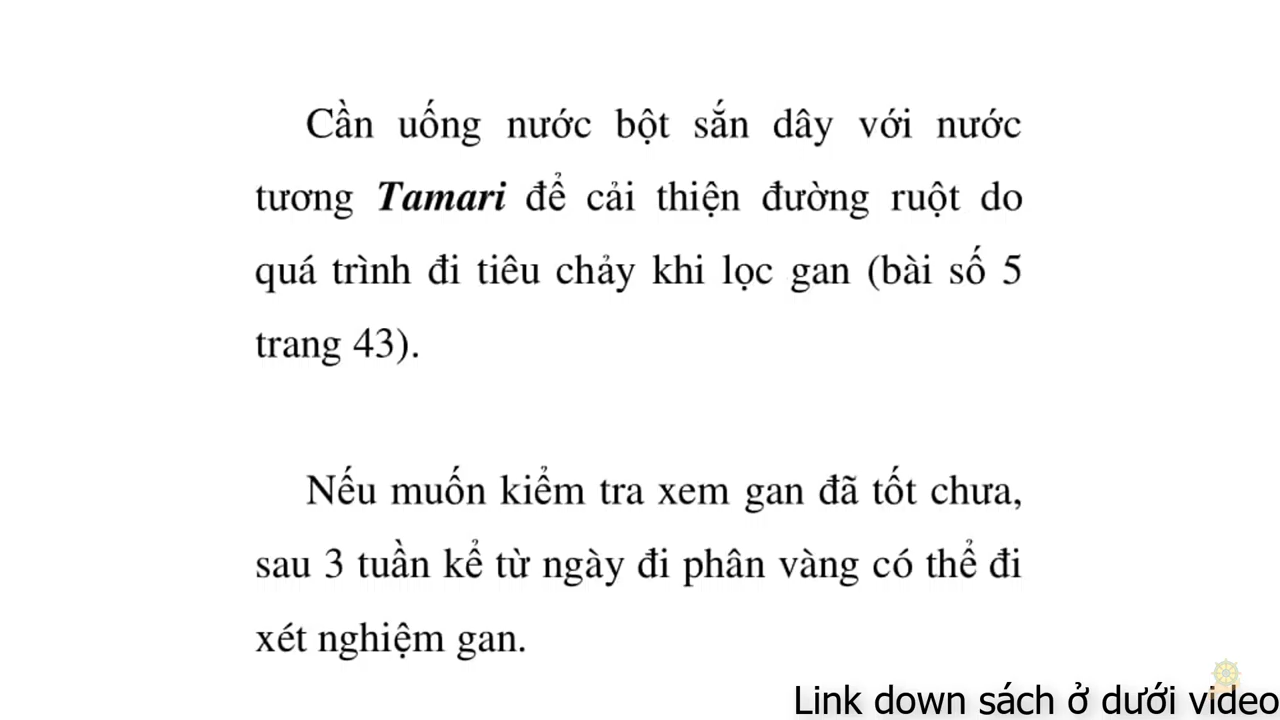 Cần uống nước bột sắn dây với nước
tương Tamari để cải thiện đường ruột do
quá trình đi tiêu chảy khi lọc gan (bài số 5
trang 43).
Nếu muốn kiểm tra xem gan đã tốt chưa,
sau 3 tuần kể từ ngày đi phân vàng có thể đi
xét nghiệm gan.
Link down sách ở dưới video